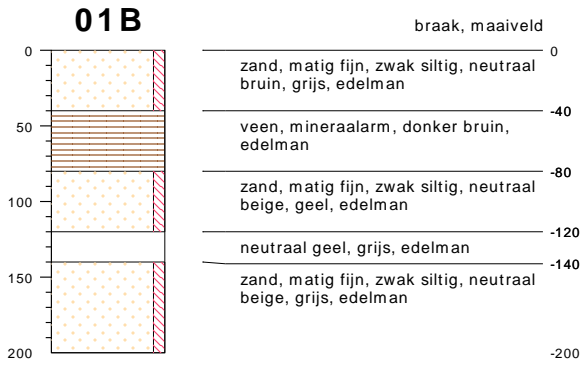 01B
braak, maaiveld
0
50
100
150
200
zand, matig fijn, zwak siltig, neutraal
bruin, grijs, edelman
veen, mineraalarm, donker bruin,
edelman
zand, matig fijn, zwak siltig, neutraal
beige, geel, edelman
neutraal geel, grijs, edelman
zand, matig fijn, zwak siltig, neutraal
beige, grijs, edelman
0
-40
-80
-120
-140
-200